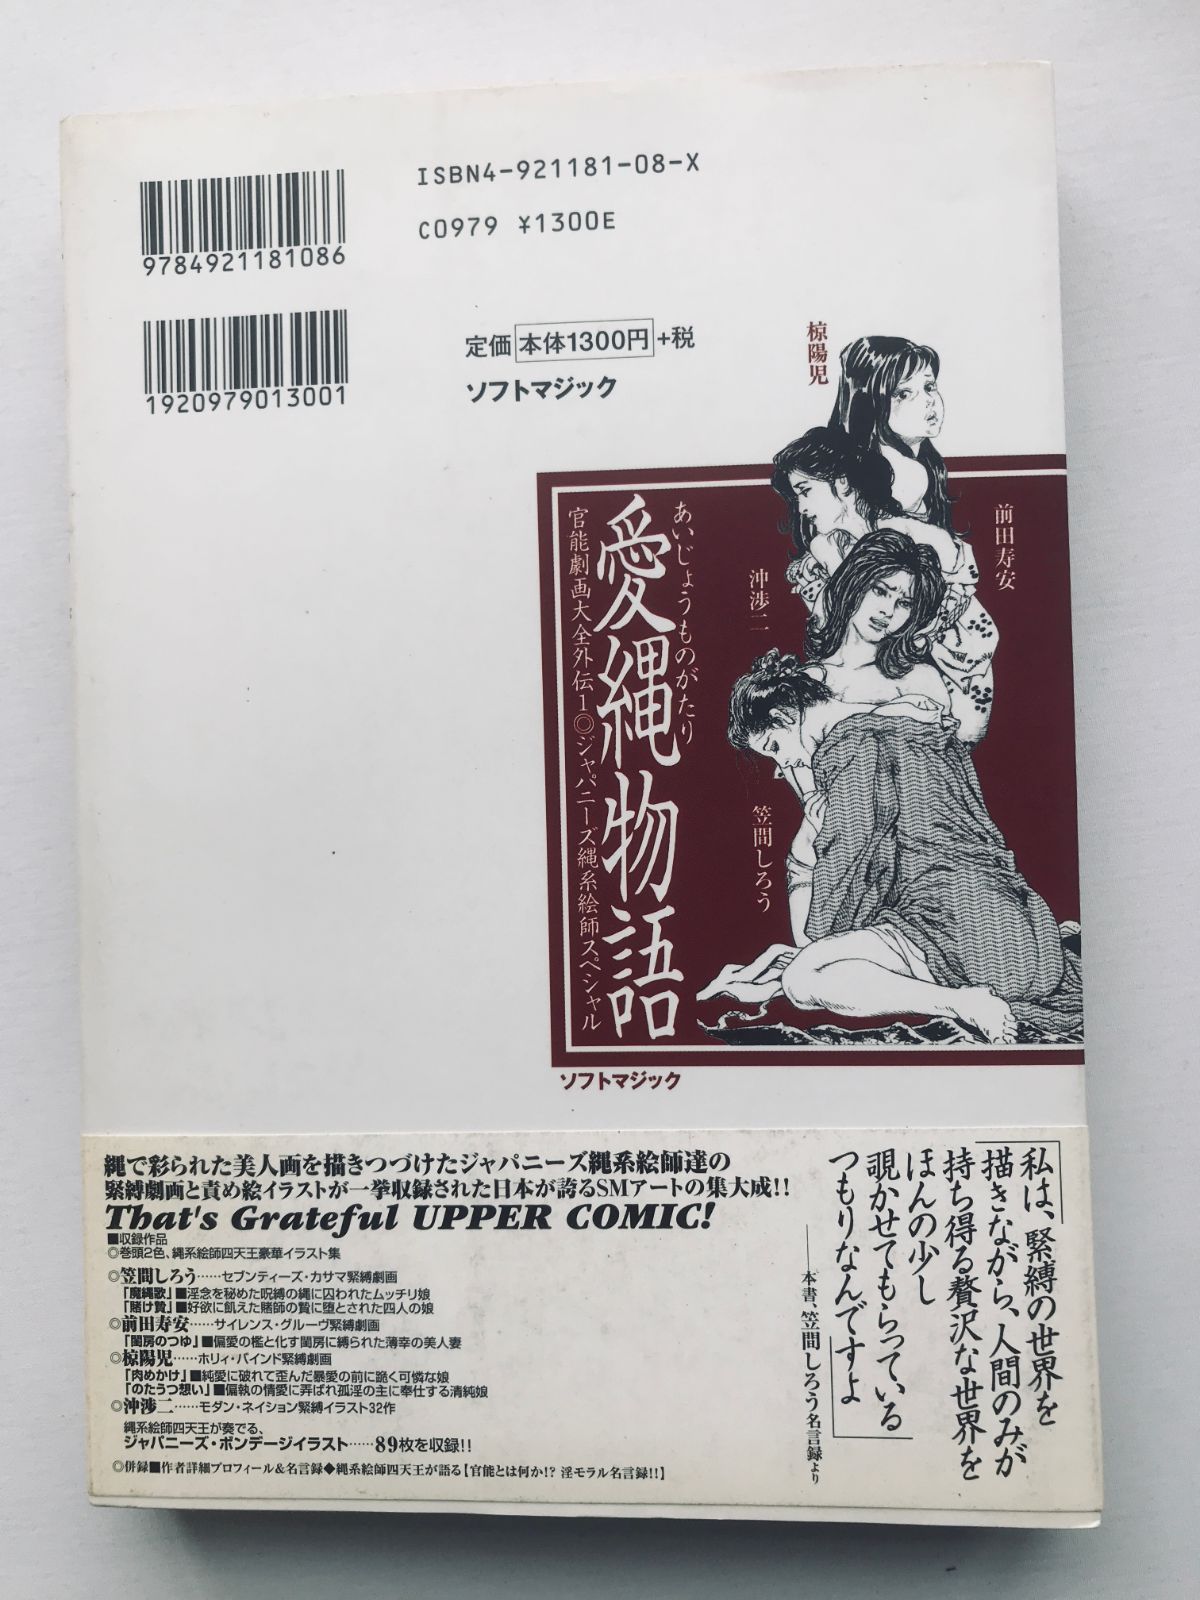 ISBN4-921181-08-X
C0979 ¥1300E
9784921181086
1920979013001
定価 本体1300円 +税
ソフトマジック
椋陽児
前田寿安
沖渉二
笠間しろう
あいじょうものがたり
愛縄物語
官能劇画大全外伝1◎ジャパニーズ縄系絵師スペシャル
ソフトマジック
縄で彩られた美人画を描きつづけたジャパニーズ縄系絵師達の
緊縛劇画と責め絵イラストが一挙収録された日本が誇るSMアートの集大成!!
That's Grateful UPPER COMIC!
■収録作品
◎巻頭2色、縄系絵師四天王豪華イラスト集
◎笠間しろう……セブンティーズ・カサマ緊縛劇画
「魔縄歌」■淫念を秘めた呪縛の縄に囚われたムッチリ娘
「賭け贄」■好欲に飢えた賭師の贄に堕とされた四人の娘
◎前田寿安……サイレンス・グルーヴ緊縛劇画
「閨房のつゆ」■偏愛の檻と化す閨房に縛られた薄幸の美人妻
◎椋陽児……ホリィ・バインド緊縛劇画
「肉めかけ」■純愛に破れて歪んだ暴愛の前に跪く可憐な娘
「のたうつ想い」■偏執の情愛に弄ばれ孤淫の主に奉仕する清純娘
◎沖渉二……モダン・ネイション緊縛イラスト32作
縄系絵師四天王が奏でる、
ジャパニーズ・ボンデージイラスト……89枚を収録!!
◎併録■作者詳細プロフィール&名言録◆縄系絵師四天王が語る【官能とは何か!? 淫モラル名言録!!】
「私は、緊縛の世界を
描きながら、人間のみが
持ち得る贅沢な世界を
ほんの少し
覗かせてもらっている
つもりなんですよ」
――本書、笠間しろう名言録より